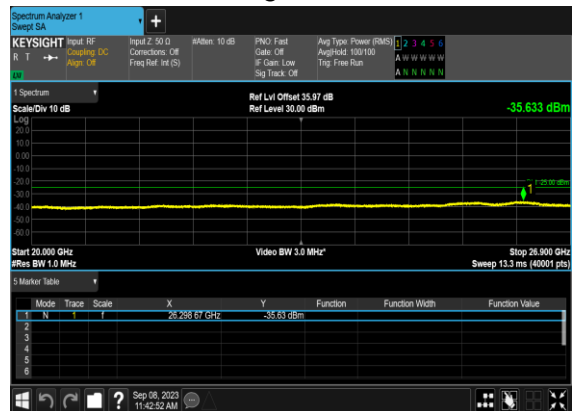 Spectrum Analyzer 1
Swept SA
+
KEYSIGHT Input: RF Input Z: 50 Ω #Atten: 10 dB PNO: Fast Avg Type: Power (RMS) 1 2 3 4 5 6
R T Coupling: DC Corrections: Off Gate: Off Avg|Hold: 100/100 A W W W W W
Align: Off Freq Ref: Int (S) IF Gain: Low Trig: Free Run
LW Sig Track: Off A N N N N N
1 Spectrum Ref Lvl Offset 35.97 dB
Scale/Div 10 dB Ref Level 30.00 dBm -35.633 dBm
Log
20.0
10.0
0.00
-10.0
-20.0
-25.00 dBm
1
-30.0
-40.0
-50.0
-60.0
Start 20.000 GHz Video BW 3.0 MHz* Stop 26.900 GHz
#Res BW 1.0 MHz Sweep 13.3 ms (40001 pts)
5 Marker Table
Mode Trace Scale X Y Function Function Width Function Value
1 N 1 f 26.298 67 GHz -35.63 dBm
2
3
4
5
6
? Sep 08, 2023
11:42:52 AM